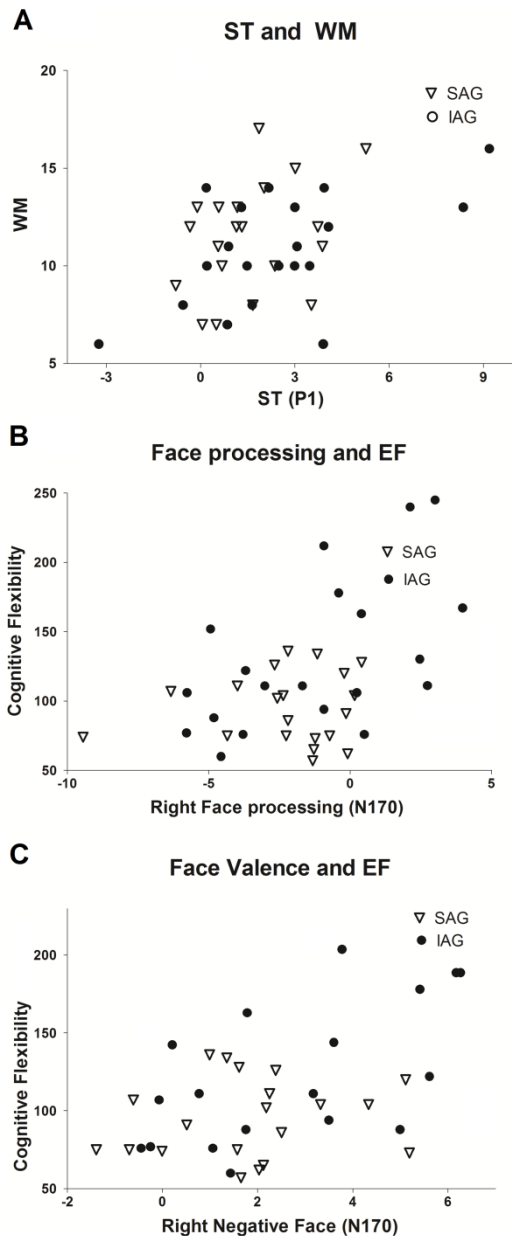 A
ST and WM
20
SAG
IAG
15
WM
10
5
-3
0
3
6
9
ST (P1)
B
Face processing and EF
250
SAG
200
IAG
Cognitive Flexibility
150
100
50
-10
-5
0
5
Right Face processing (N170)
C
Face Valence and EF
SAG
IAG
200
Cognitive Flexibility
150
100
50
-2
0
2
4
6
Right Negative Face (N170)